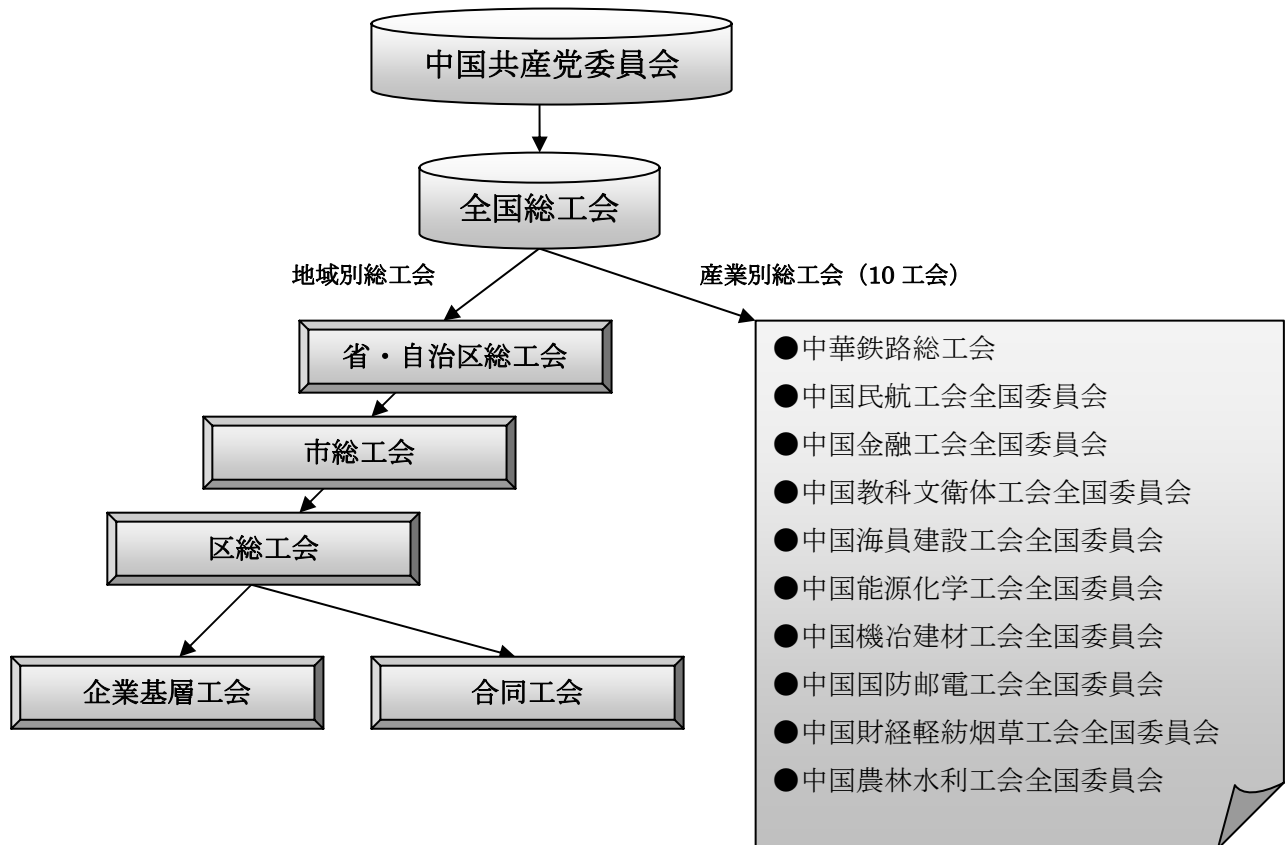 中国共産党委員会
全国総工会
地域別総工会
産業別総工会（10 工会）
省・自治区総工会
市総工会
区総工会
企業基層工会
合同工会
●中華鉄路総工会
●中国民航工会全国委員会
●中国金融工会全国委員会
●中国教科文衛体工会全国委員会
●中国海員建設工会全国委員会
●中国能源化学工会全国委員会
●中国機冶建材工会全国委員会
●中国国防邮電工会全国委員会
●中国財経軽紡烟草工会全国委員会
●中国農林水利工会全国委員会